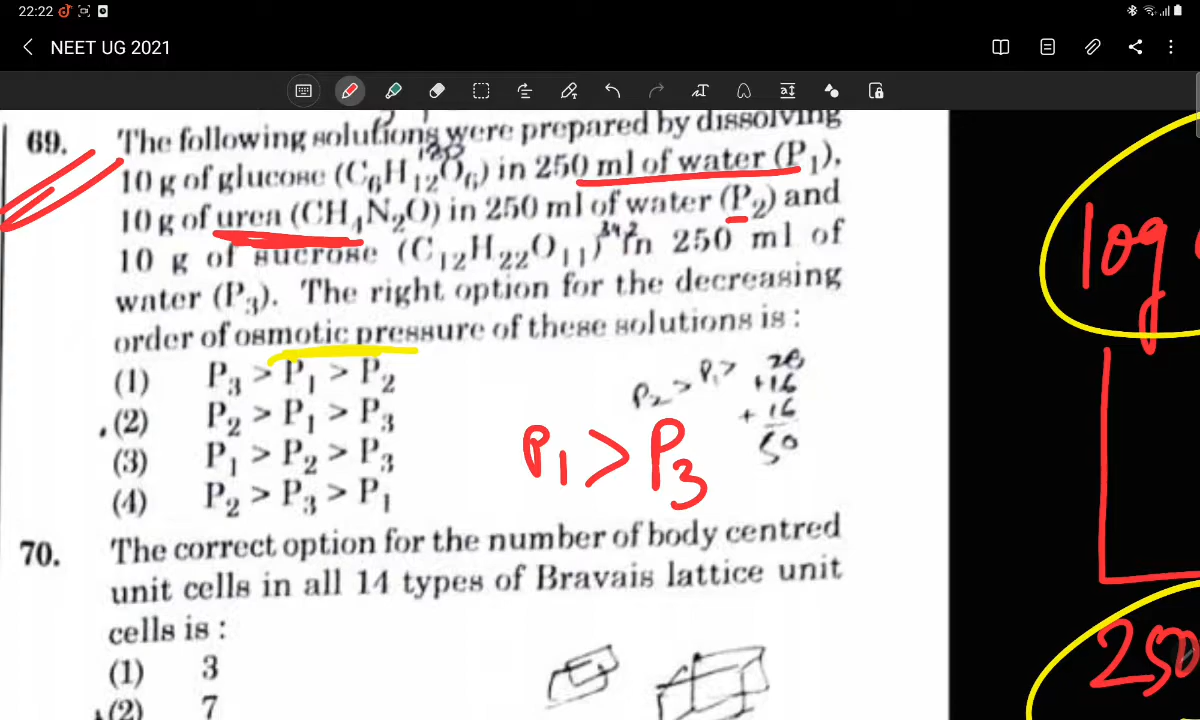 22:22
NEET UG 2021
69. The following solutions were prepared by dissolving
180
10 g of glucose (C₆H₁₂O₆) in 250 ml of water (P₁),
10 g of urea (CH₄N₂O) in 250 ml of water (P₂) and
342
10 g of sucrose (C₁₂H₂₂O₁₁) in 250 ml of
water (P₃). The right option for the decreasing
order of osmotic pressure of these solutions is :
(1) P₃ > P₁ > P₂
(2) P₂ > P₁ > P₃
(3) P₁ > P₂ > P₃
(4) P₂ > P₃ > P₁
P₂ > P₁ >
+16
+ 16
P₁ > P₃
log
10 g
250
70. The correct option for the number of body centred
unit cells in all 14 types of Bravais lattice unit
cells is :
(1) 3
(2) 7